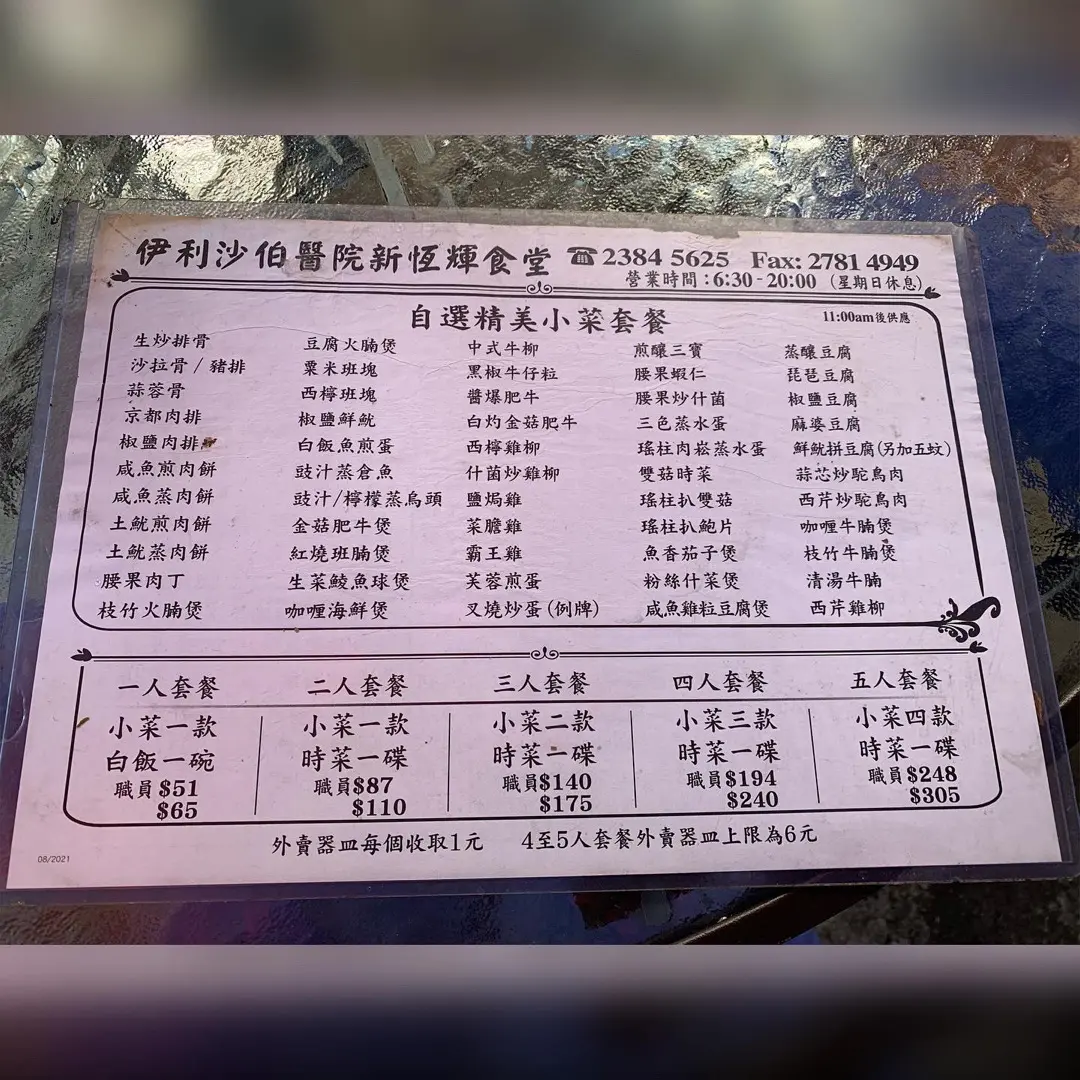 伊利沙伯醫院新恆輝食堂 ☎2384 5625 Fax: 2781 4949
營業時間：6:30 - 20:00 （星期日休息）
自選精美小菜套餐 11:00am後供應
生炒排骨 豆腐火腩煲 中式牛柳 煎釀三寶 蒸釀豆腐
沙拉骨 / 豬排 粟米班塊 黑椒牛仔粒 腰果蝦仁 琵琶豆腐
蒜蓉骨 西檸班塊 醬爆肥牛 腰果炒什菌 椒鹽豆腐
京都肉排 椒鹽鮮魷 白灼金菇肥牛 三色蒸水蛋 麻婆豆腐
椒鹽肉排 白飯魚煎蛋 西檸雞柳 瑤柱肉崧蒸水蛋 鮮魷拼豆腐(另加五蚊)
咸魚煎肉餅 豉汁蒸倉魚 什菌炒雞柳 雙菇時菜 蒜芯炒駝鳥肉
咸魚蒸肉餅 豉汁/檸檬蒸烏頭 鹽焗雞 瑤柱扒雙菇 西芹炒駝鳥肉
土魷煎肉餅 金菇肥牛煲 菜膽雞 瑤柱扒鮑片 咖喱牛腩煲
土魷蒸肉餅 紅燒班腩煲 霸王雞 魚香茄子煲 枝竹牛腩煲
腰果肉丁 生菜鯪魚球煲 芙蓉煎蛋 粉絲什菜煲 清湯牛腩
枝竹火腩煲 咖喱海鮮煲 叉燒炒蛋(例牌) 咸魚雞粒豆腐煲 西芹雞柳
一人套餐 二人套餐 三人套餐 四人套餐 五人套餐
小菜一款 小菜一款 小菜二款 小菜三款 小菜四款
白飯一碗 時菜一碟 時菜一碟 時菜一碟 時菜一碟
職員$51 職員$87 職員$140 職員$194 職員$248
$65 $110 $175 $240 $305
外賣器皿每個收取1元 4至5人套餐外賣器皿上限為6元
08/2021